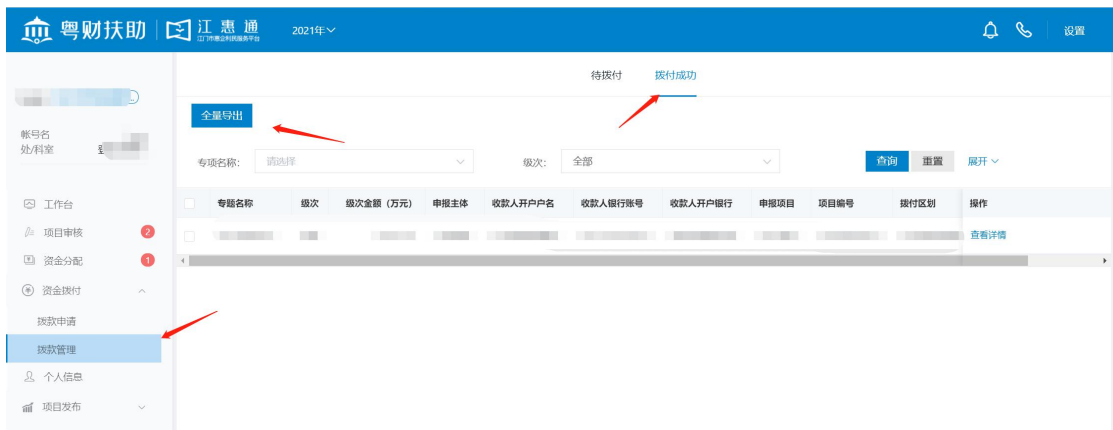 粤财扶助 江惠通 2021年 设置
江门市惠企利民服务平台
待拨付 拨付成功
全量导出
帐号名
处/科室
专项名称: 请选择 级次: 全部 查询 重置 展开
工作台
专题名称 级次 级次金额（万元） 申报主体 收款人开户户名 收款人银行账号 收款人开户银行 申报项目 项目编号 拨付区划 操作
项目审核 2
查看详情
资金分配 1
资金拨付
拨款申请
拨款管理
个人信息
项目发布